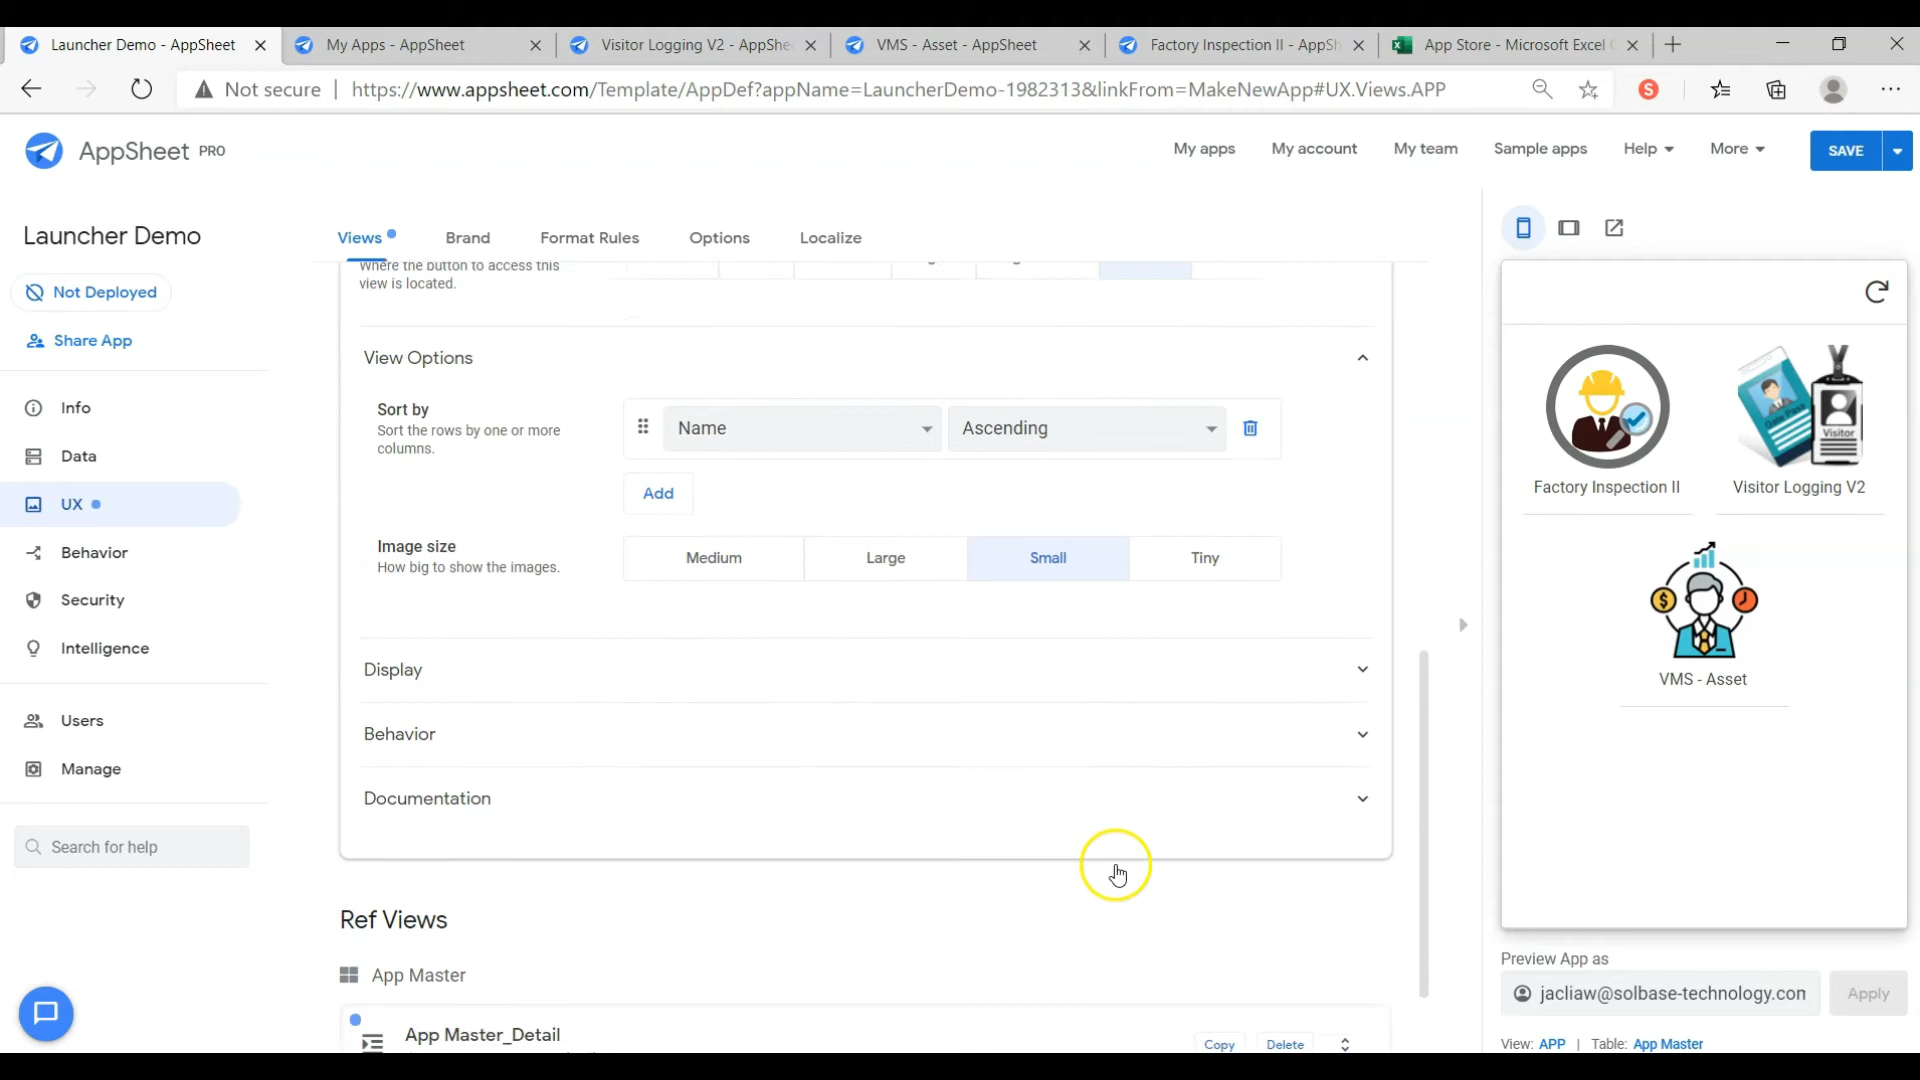 Launcher Demo - AppSheet
My Apps - AppSheet
Visitor Logging V2 - AppShe
VMS - Asset - AppSheet
Factory Inspection II - AppSh
App Store - Microsoft Excel
Not secure
https://www.appsheet.com/Template/AppDef?appName=LauncherDemo-1982313&linkFrom=MakeNewApp#UX.Views.APP
S
AppSheet PRO
My apps
My account
My team
Sample apps
Help
More
SAVE
Launcher Demo
Not Deployed
Share App
Info
Data
UX
Behavior
Security
Intelligence
Users
Manage
Search for help
Views
Brand
Format Rules
Options
Localize
Where the button to access this
view is located.
View Options
Sort by
Sort the rows by one or more
columns.
Name
Ascending
Add
Image size
How big to show the images.
Medium
Large
Small
Tiny
Display
Behavior
Documentation
Ref Views
App Master
App Master_Detail
Copy
Delete
Visitor
Factory Inspection II
Visitor Logging V2
VMS - Asset
Preview App as
jacliaw@solbase-technology.con
Apply
View: APP | Table: App Master